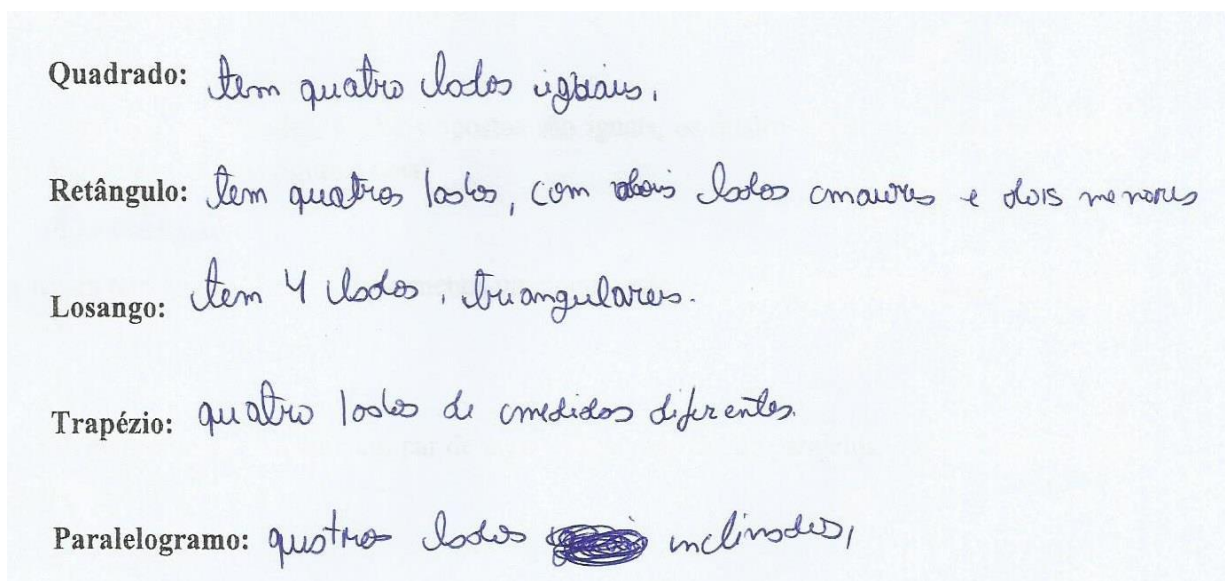 Quadrado: tem quatro lados iguais.
Retângulo: tem quatros lados, com dois lados maiores e dois menores
Losango: tem 4 lados, triangulares.
Trapézio: quatro lados de medidas diferentes.
Paralelogramo: quatros lados inclinados,